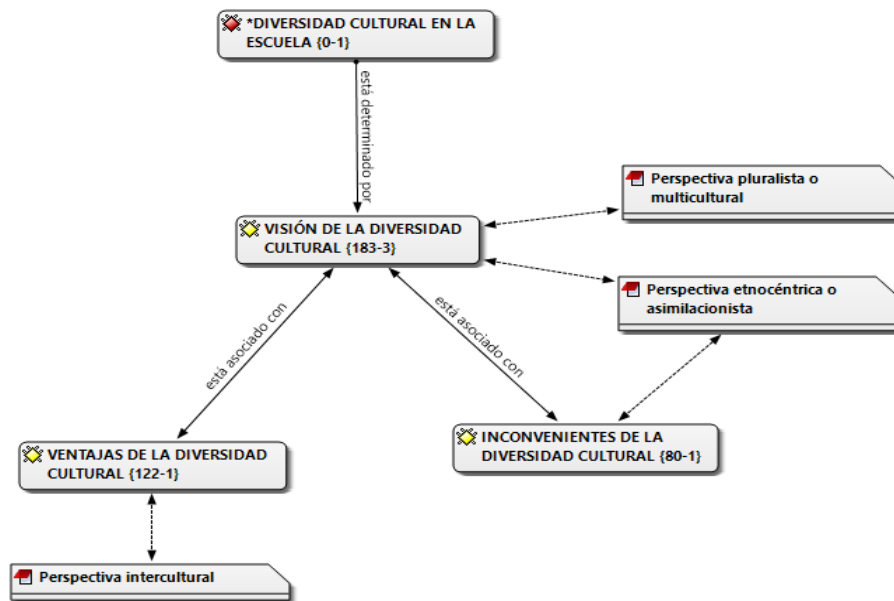 *DIVERSIDAD CULTURAL EN LA
ESCUELA {0-1}
está determinado por
Perspectiva pluralista o
multicultural
VISIÓN DE LA DIVERSIDAD
CULTURAL {183-3}
Perspectiva etnocéntrica o
asimilacionista
está asociado con
está asociado con
VENTAJAS DE LA DIVERSIDAD
CULTURAL {122-1}
INCONVENIENTES DE LA
DIVERSIDAD CULTURAL {80-1}
Perspectiva intercultural